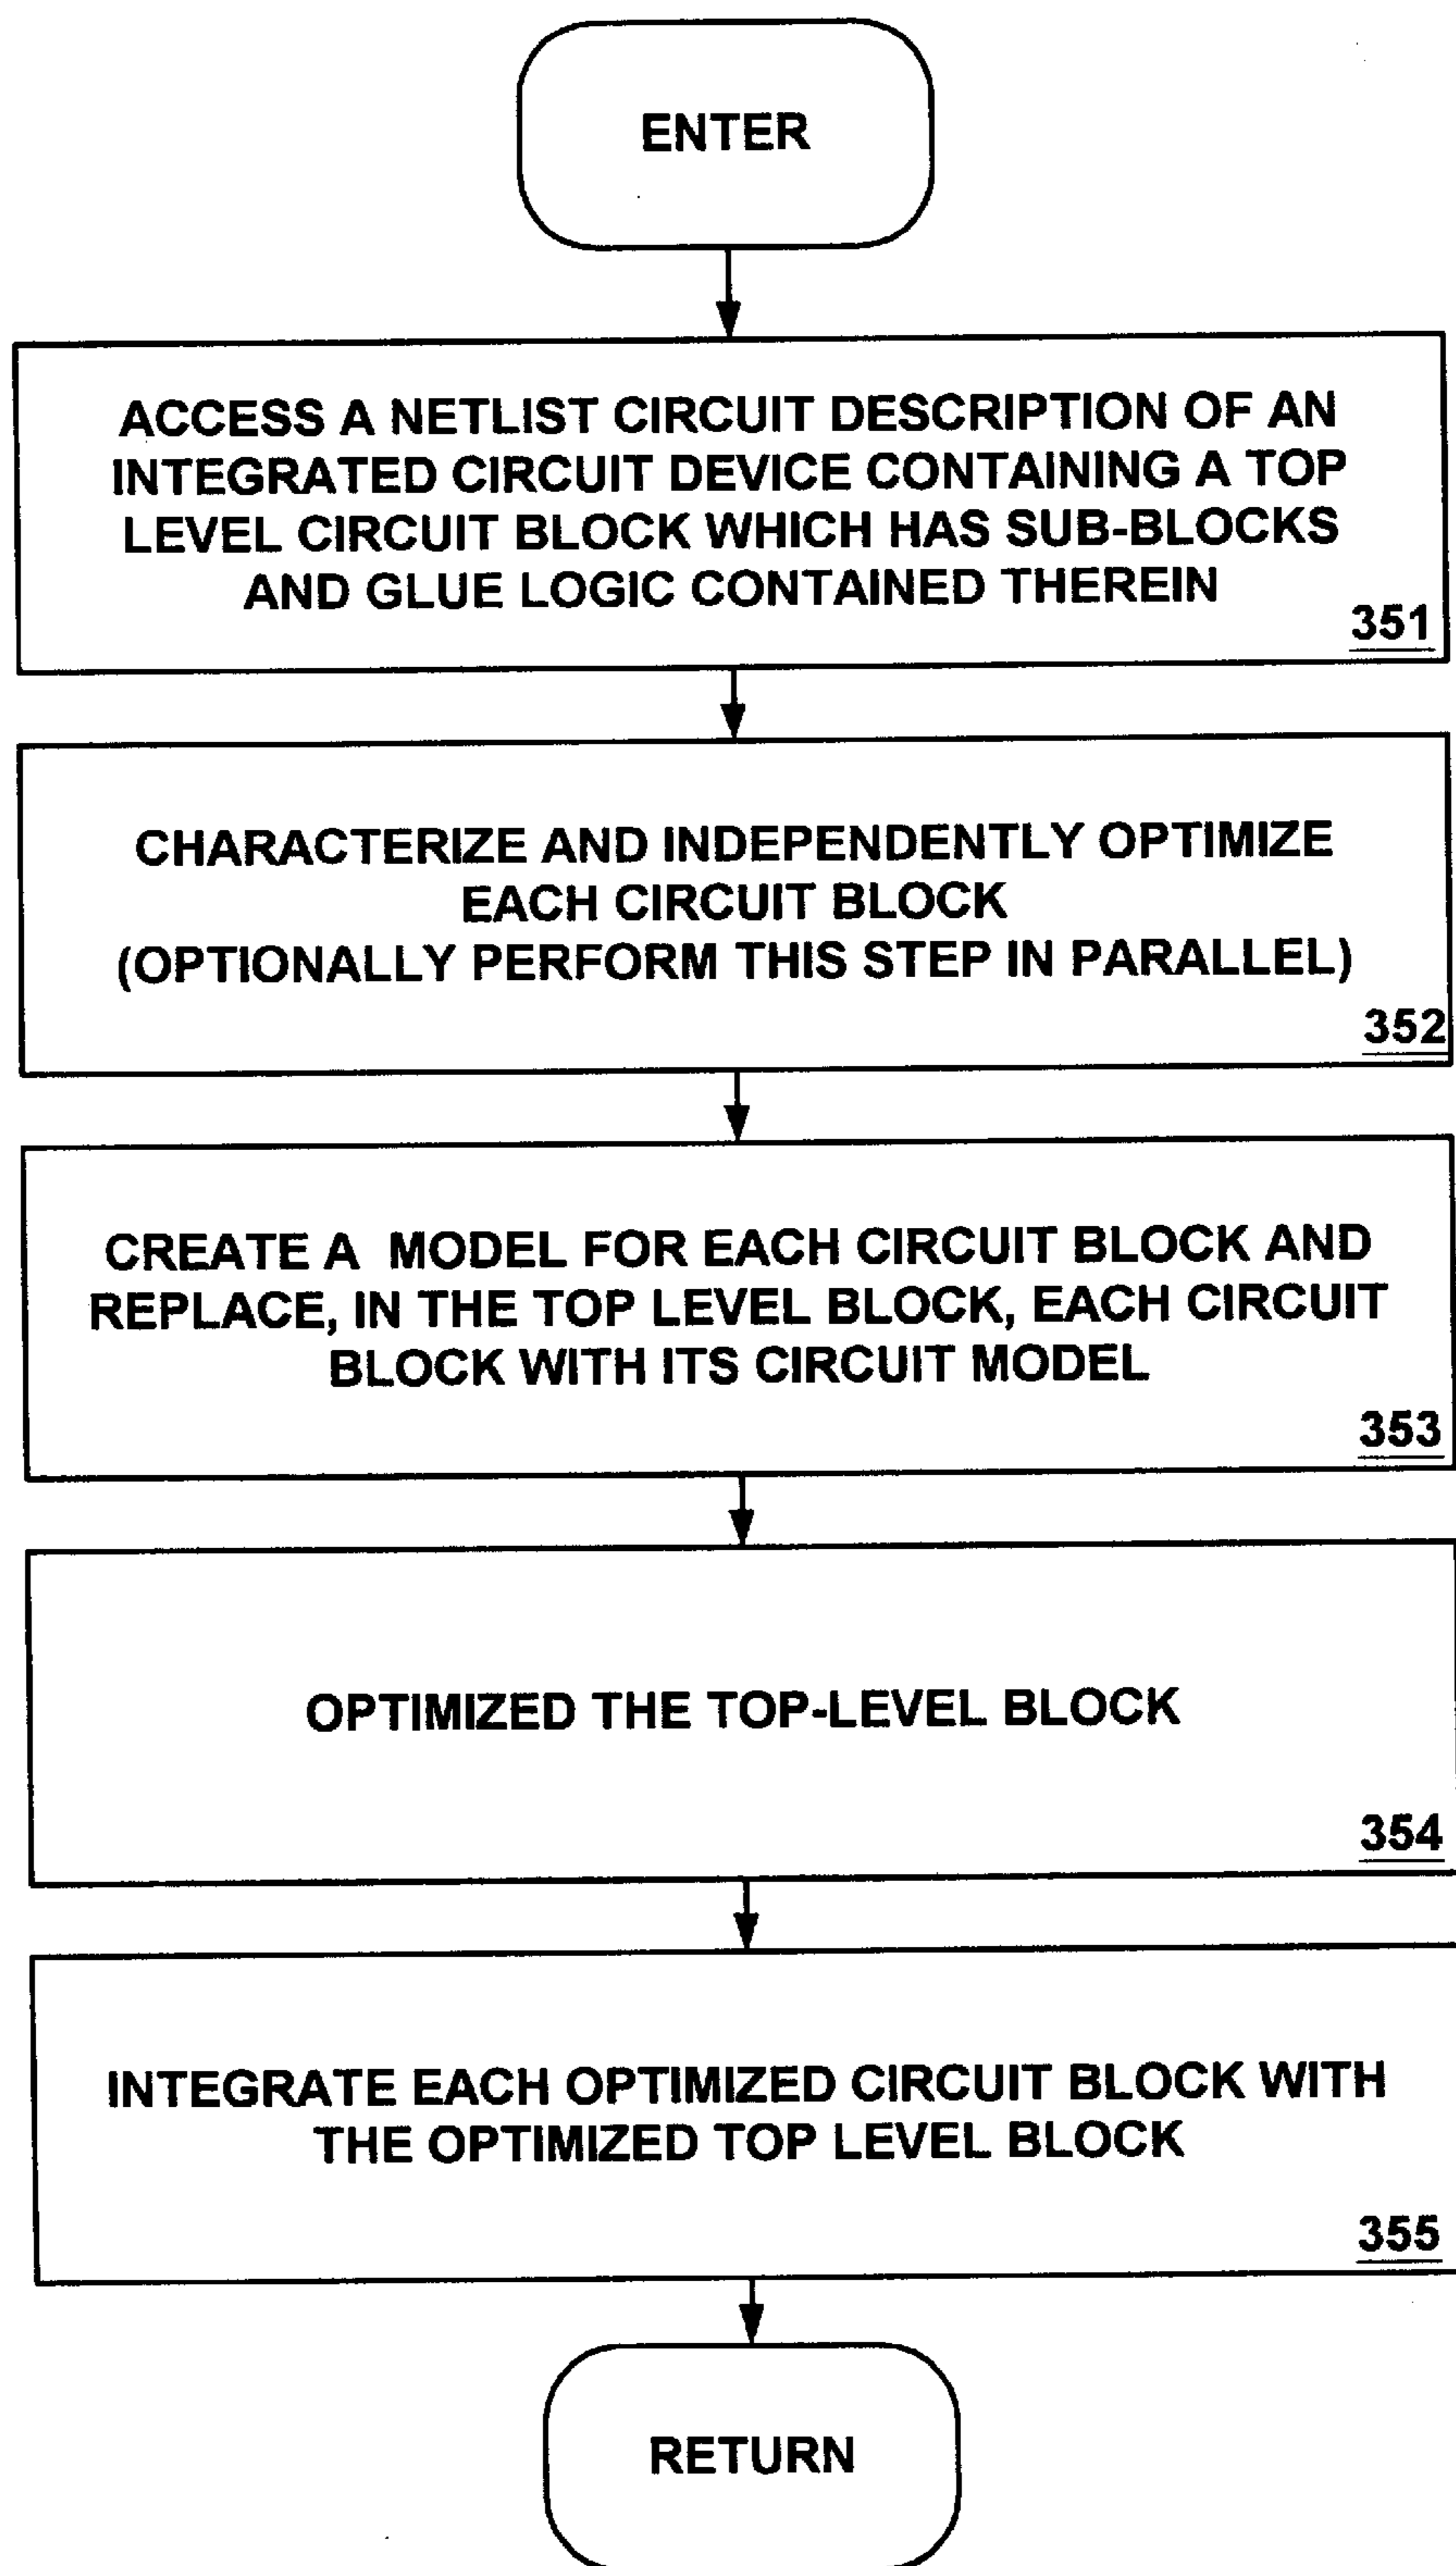 ENTER
ACCESS A NETLIST CIRCUIT DESCRIPTION OF AN
INTEGRATED CIRCUIT DEVICE CONTAINING A TOP
LEVEL CIRCUIT BLOCK WHICH HAS SUB-BLOCKS
AND GLUE LOGIC CONTAINED THEREIN
351
CHARACTERIZE AND INDEPENDENTLY OPTIMIZE
EACH CIRCUIT BLOCK
(OPTIONALLY PERFORM THIS STEP IN PARALLEL)
352
CREATE A MODEL FOR EACH CIRCUIT BLOCK AND
REPLACE, IN THE TOP LEVEL BLOCK, EACH CIRCUIT
BLOCK WITH ITS CIRCUIT MODEL
353
OPTIMIZED THE TOP-LEVEL BLOCK
354
INTEGRATE EACH OPTIMIZED CIRCUIT BLOCK WITH
THE OPTIMIZED TOP LEVEL BLOCK
355
RETURN